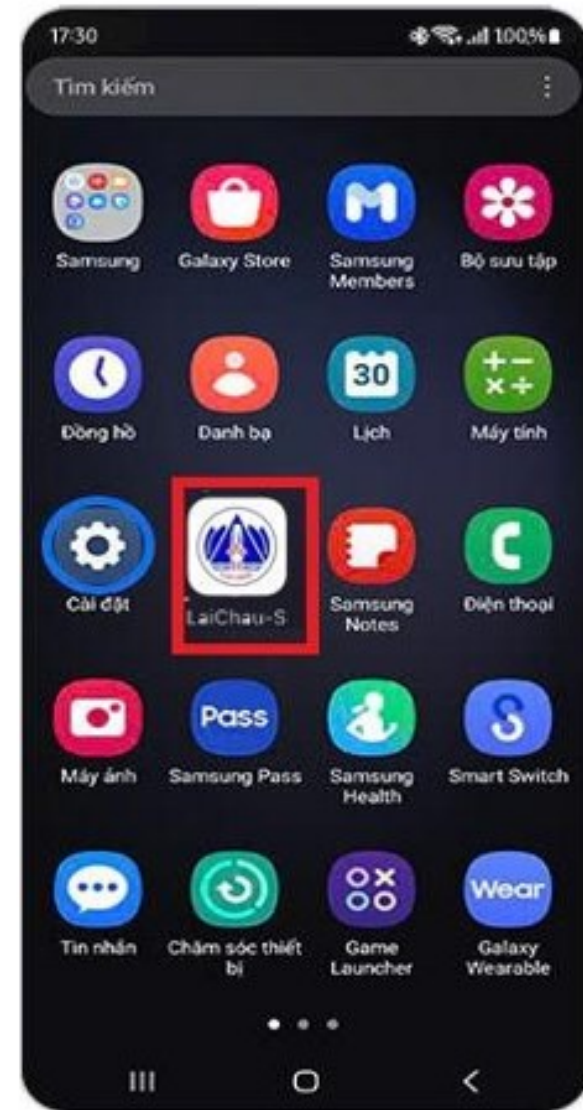 17:30 100%
Tìm kiếm
M
Samsung Galaxy Store Samsung Members Bộ sưu tập
30
Đồng hồ Danh bạ Lịch Máy tính
Cài đặt LaiChau-S Samsung Notes Điện thoại
Pass
Máy ảnh Samsung Pass Samsung Health Smart Switch
Wear
Tin nhắn Chăm sóc thiết bị Game Launcher Galaxy Wearable